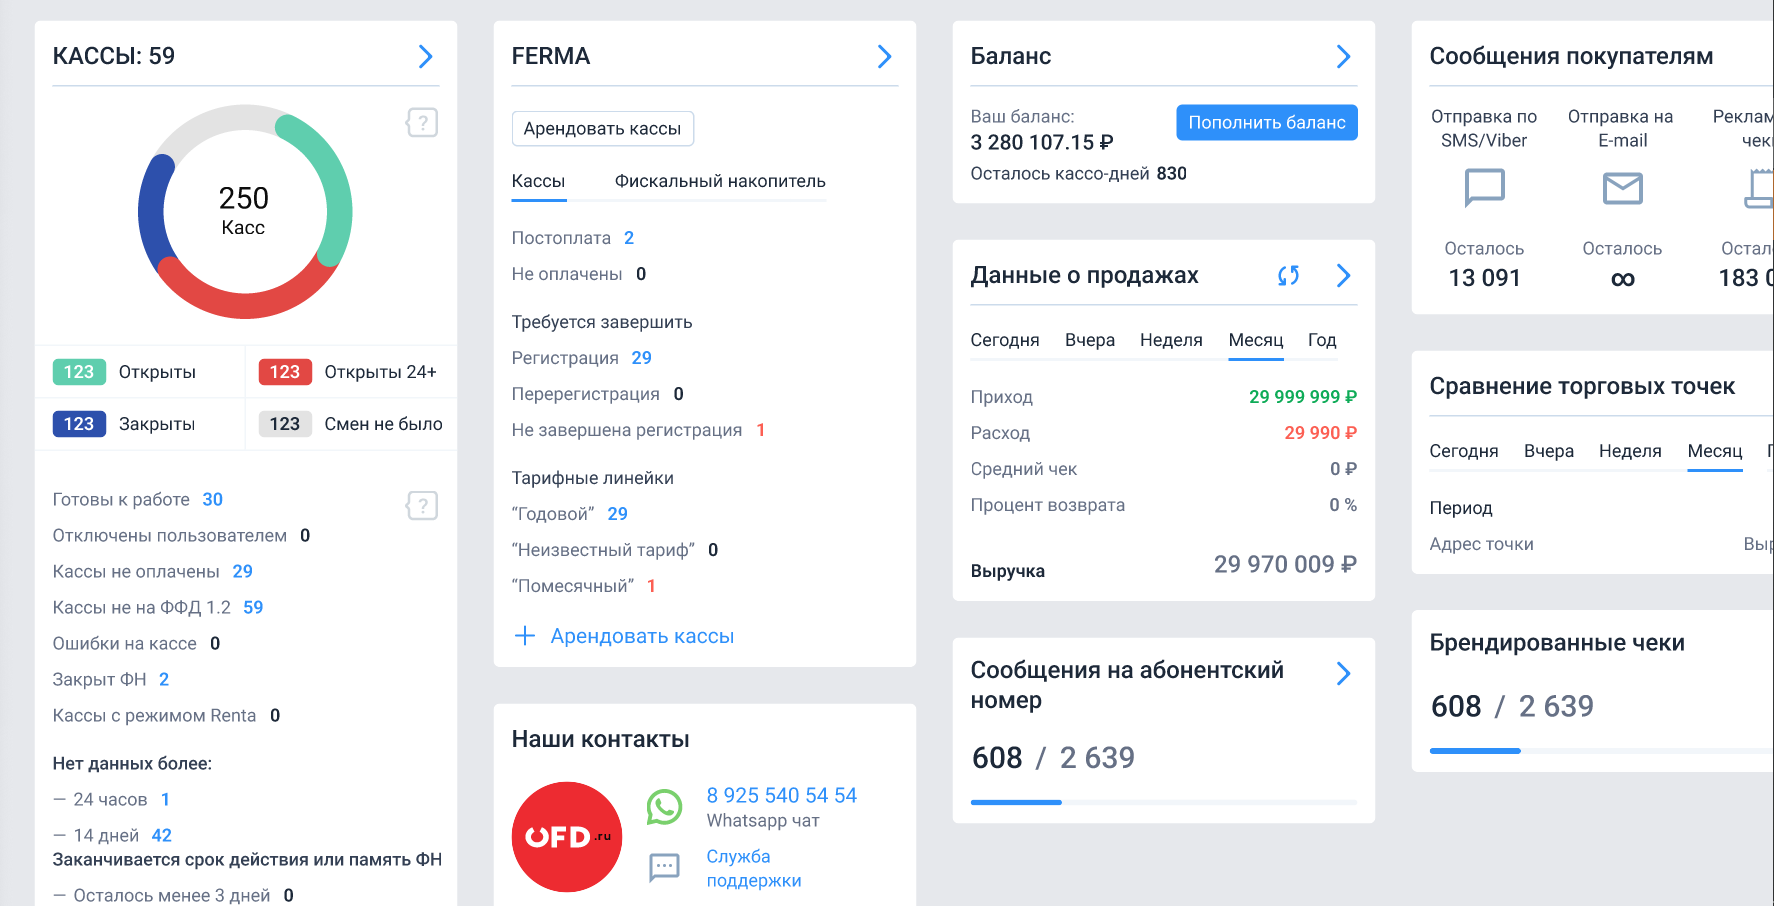 КАССЫ: 59
?
250
Касс
123 Открыты
123 Открыты 24+
123 Закрыты
123 Смен не было
Готовы к работе 30
?
Отключены пользователем 0
Кассы не оплачены 29
Кассы не на ФФД 1.2 59
Ошибки на кассе 0
Закрыт ФН 2
Кассы с режимом Renta 0
Нет данных более:
— 24 часов 1
— 14 дней 42
Заканчивается срок действия или память ФН
— Осталось менее 3 дней 0
FERMA
Арендовать кассы
Кассы Фискальный накопитель
Постоплата 2
Не оплачены 0
Требуется завершить
Регистрация 29
Перерегистрация 0
Не завершена регистрация 1
Тарифные линейки
“Годовой” 29
“Неизвестный тариф” 0
“Помесячный” 1
+ Арендовать кассы
Наши контакты
OFD.ru
8 925 540 54 54
Whatsapp чат
Служба
поддержки
Баланс
Ваш баланс:
3 280 107.15 ₽
Пополнить баланс
Осталось кассо-дней 830
Данные о продажах
Сегодня Вчера Неделя Месяц Год
Приход 29 999 999 ₽
Расход 29 990 ₽
Средний чек 0 ₽
Процент возврата 0 %
Выручка 29 970 009 ₽
Сообщения на абонентский
номер
608 / 2 639
Сообщения покупателям
Отправка по
SMS/Viber
Осталось
13 091
Отправка на
E-mail
Осталось
∞
Реклам
чек
Остал
183 0
Сравнение торговых точек
Сегодня Вчера Неделя Месяц
Период
Адрес точки Выр
Брендированные чеки
608 / 2 639